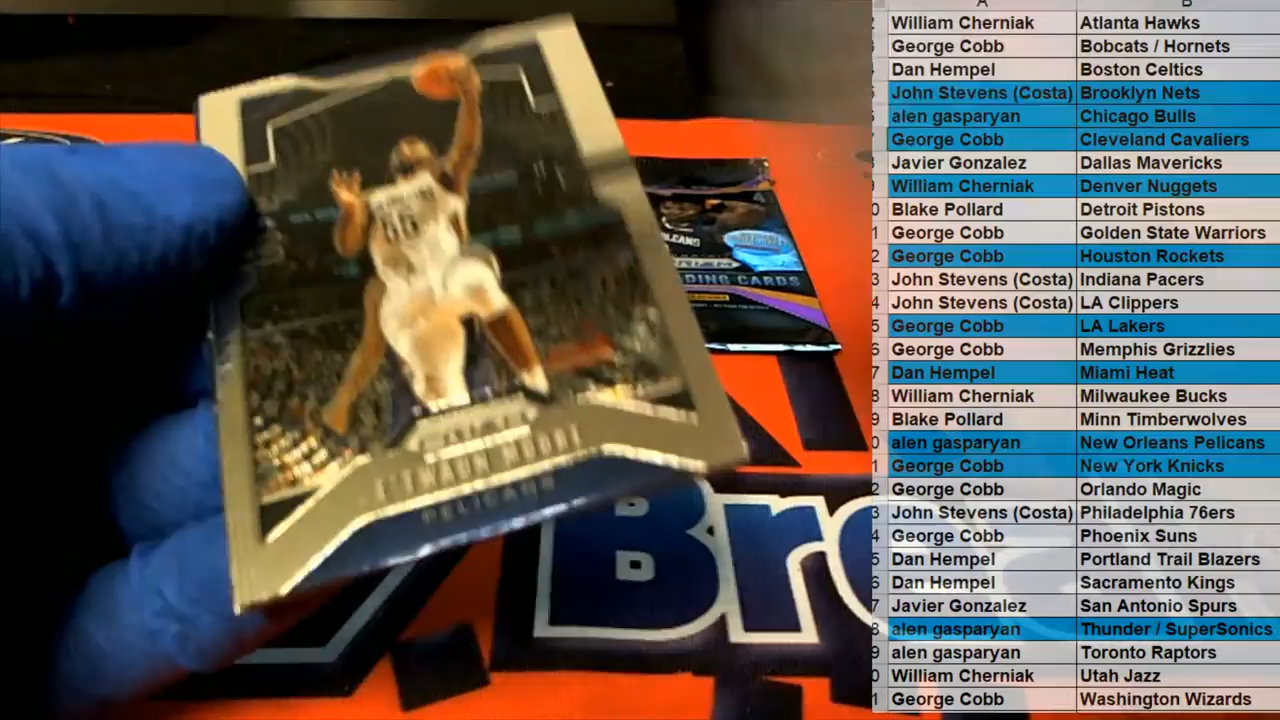 A B
William Cherniak Atlanta Hawks
George Cobb Bobcats / Hornets
Dan Hempel Boston Celtics
John Stevens (Costa) Brooklyn Nets
alen gasparyan Chicago Bulls
George Cobb Cleveland Cavaliers
Javier Gonzalez Dallas Mavericks
William Cherniak Denver Nuggets
Blake Pollard Detroit Pistons
George Cobb Golden State Warriors
George Cobb Houston Rockets
John Stevens (Costa) Indiana Pacers
John Stevens (Costa) LA Clippers
George Cobb LA Lakers
George Cobb Memphis Grizzlies
Dan Hempel Miami Heat
William Cherniak Milwaukee Bucks
Blake Pollard Minn Timberwolves
alen gasparyan New Orleans Pelicans
George Cobb New York Knicks
George Cobb Orlando Magic
John Stevens (Costa) Philadelphia 76ers
George Cobb Phoenix Suns
Dan Hempel Portland Trail Blazers
Dan Hempel Sacramento Kings
Javier Gonzalez San Antonio Spurs
alen gasparyan Thunder / SuperSonics
alen gasparyan Toronto Raptors
William Cherniak Utah Jazz
George Cobb Washington Wizards
E'TWAUN MOORE
PELICANS
DING CARDS
Br